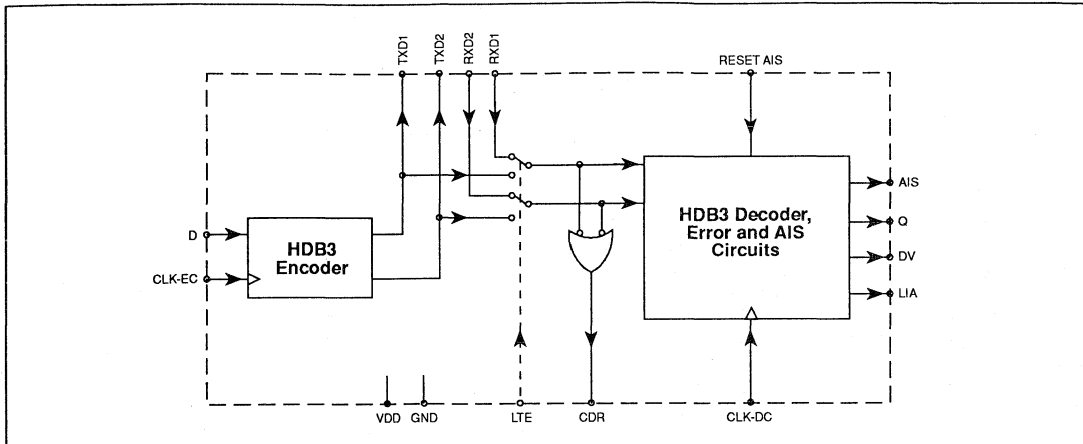 TXD1
TXD2
RXD2
RXD1
RESET AIS
D
CLK-EC
HDB3
Encoder
HDB3 Decoder,
Error and AIS
Circuits
AIS
Q
DV
LIA
VDD
GND
LTE
CDR
CLK-DC